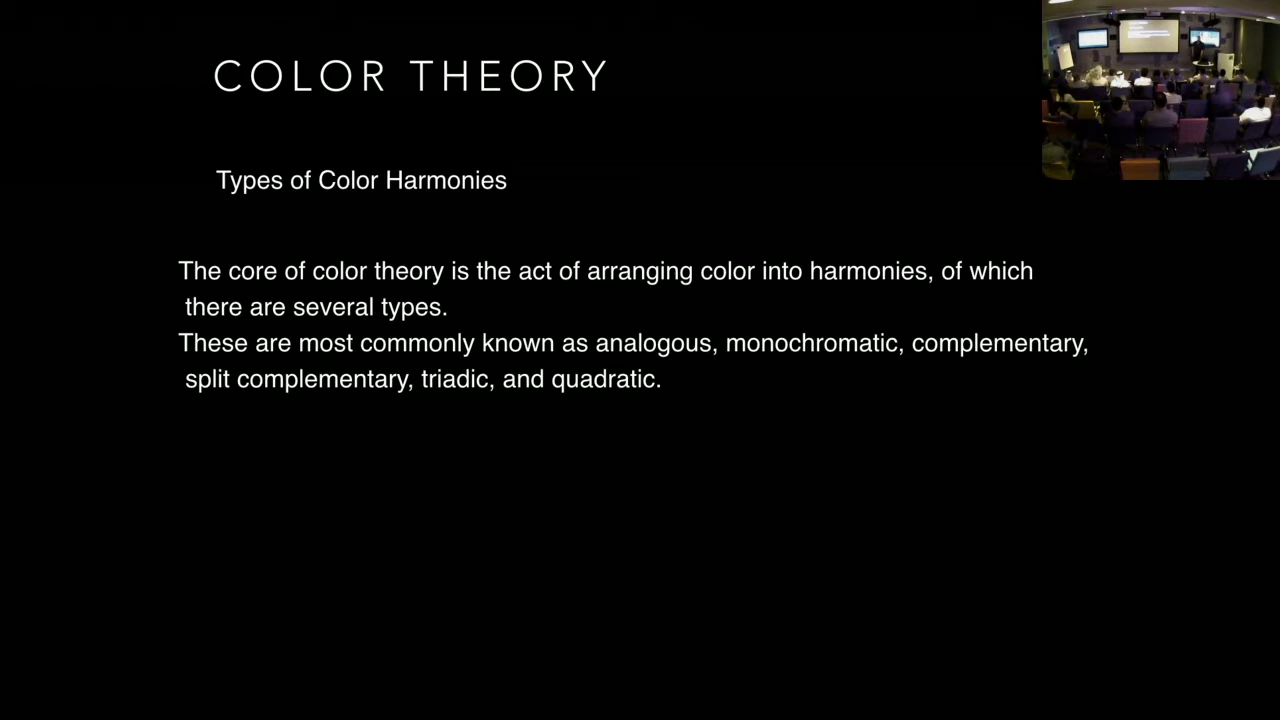 COLOR THEORY
Types of Color Harmonies
The core of color theory is the act of arranging color into harmonies, of which
there are several types.
These are most commonly known as analogous, monochromatic, complementary,
split complementary, triadic, and quadratic.